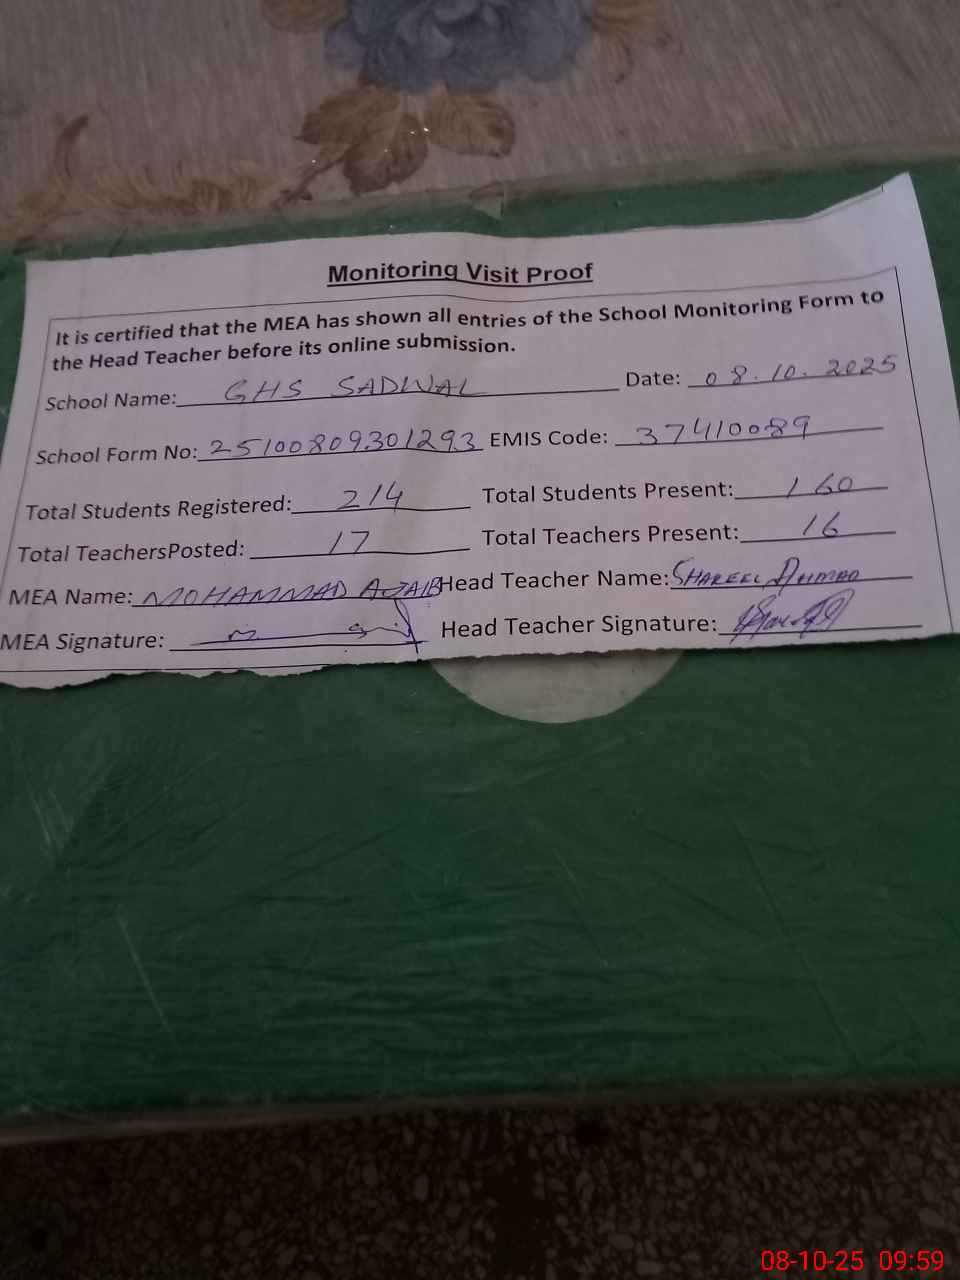 Monitoring Visit Proof
It is certified that the MEA has shown all entries of the School Monitoring Form to
the Head Teacher before its online submission.
School Name: GHS SADWAL Date: 08.10.2025
School Form No: 25100809301293 EMIS Code: 37410089
Total Students Registered: 214 Total Students Present: 160
Total TeachersPosted: 17 Total Teachers Present: 16
MEA Name: MOHAMMAD AJAIB Head Teacher Name: AHMAD
MEA Signature: Head Teacher Signature:
08-10-25 09:59